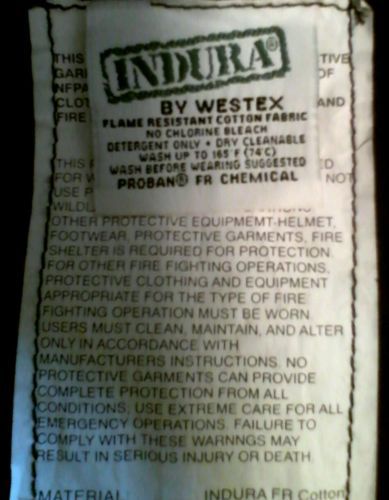 INDURA®
BY WESTEX
FLAME RESISTANT COTTON FABRIC
NO CHLORINE BLEACH
DETERGENT ONLY • DRY CLEANABLE
WASH UP TO 165°F (74°C)
WASH BEFORE WEARING SUGGESTED
PROBAN® FR CHEMICAL
THIS
GAR
OF
NFPA
CLOT AND
FIRE
THIS
FOR W NOT
USE P
WILDL
OTHER PROTECTIVE EQUIPMEMT-HELMET,
FOOTWEAR, PROTECTIVE GARMENTS, FIRE
SHELTER IS REQUIRED FOR PROTECTION.
FOR OTHER FIRE FIGHTING OPERATIONS,
PROTECTIVE CLOTHING AND EQUIPMENT
APPROPRIATE FOR THE TYPE OF FIRE
FIGHTING OPERATION MUST BE WORN.
USERS MUST CLEAN, MAINTAIN, AND ALTER
ONLY IN ACCORDANCE WITH
MANUFACTURERS INSTRUCTIONS. NO
PROTECTIVE GARMENTS CAN PROVIDE
COMPLETE PROTECTION FROM ALL
CONDITIONS; USE EXTREME CARE FOR ALL
EMERGENCY OPERATIONS. FAILURE TO
COMPLY WITH THESE WARNNGS MAY
RESULT IN SERIOUS INJURY OR DEATH.
MATERIAL INDURA FR Cotton